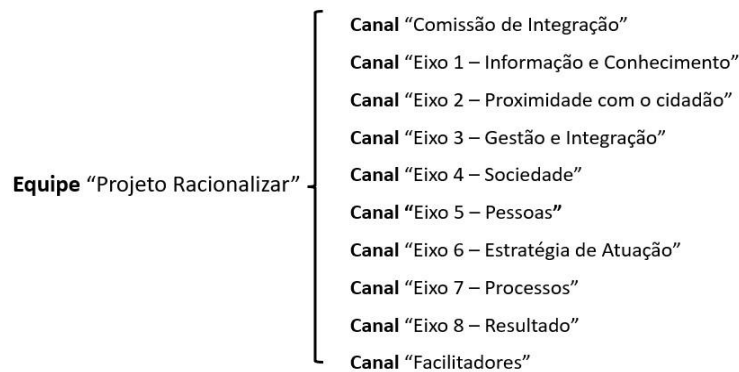 Canal “Comissão de Integração”
Canal “Eixo 1 – Informação e Conhecimento”
Canal “Eixo 2 – Proximidade com o cidadão”
Canal “Eixo 3 – Gestão e Integração”
Canal “Eixo 4 – Sociedade”
Equipe “Projeto Racionalizar”
Canal “Eixo 5 – Pessoas”
Canal “Eixo 6 – Estratégia de Atuação”
Canal “Eixo 7 – Processos”
Canal “Eixo 8 – Resultado”
Canal “Facilitadores”